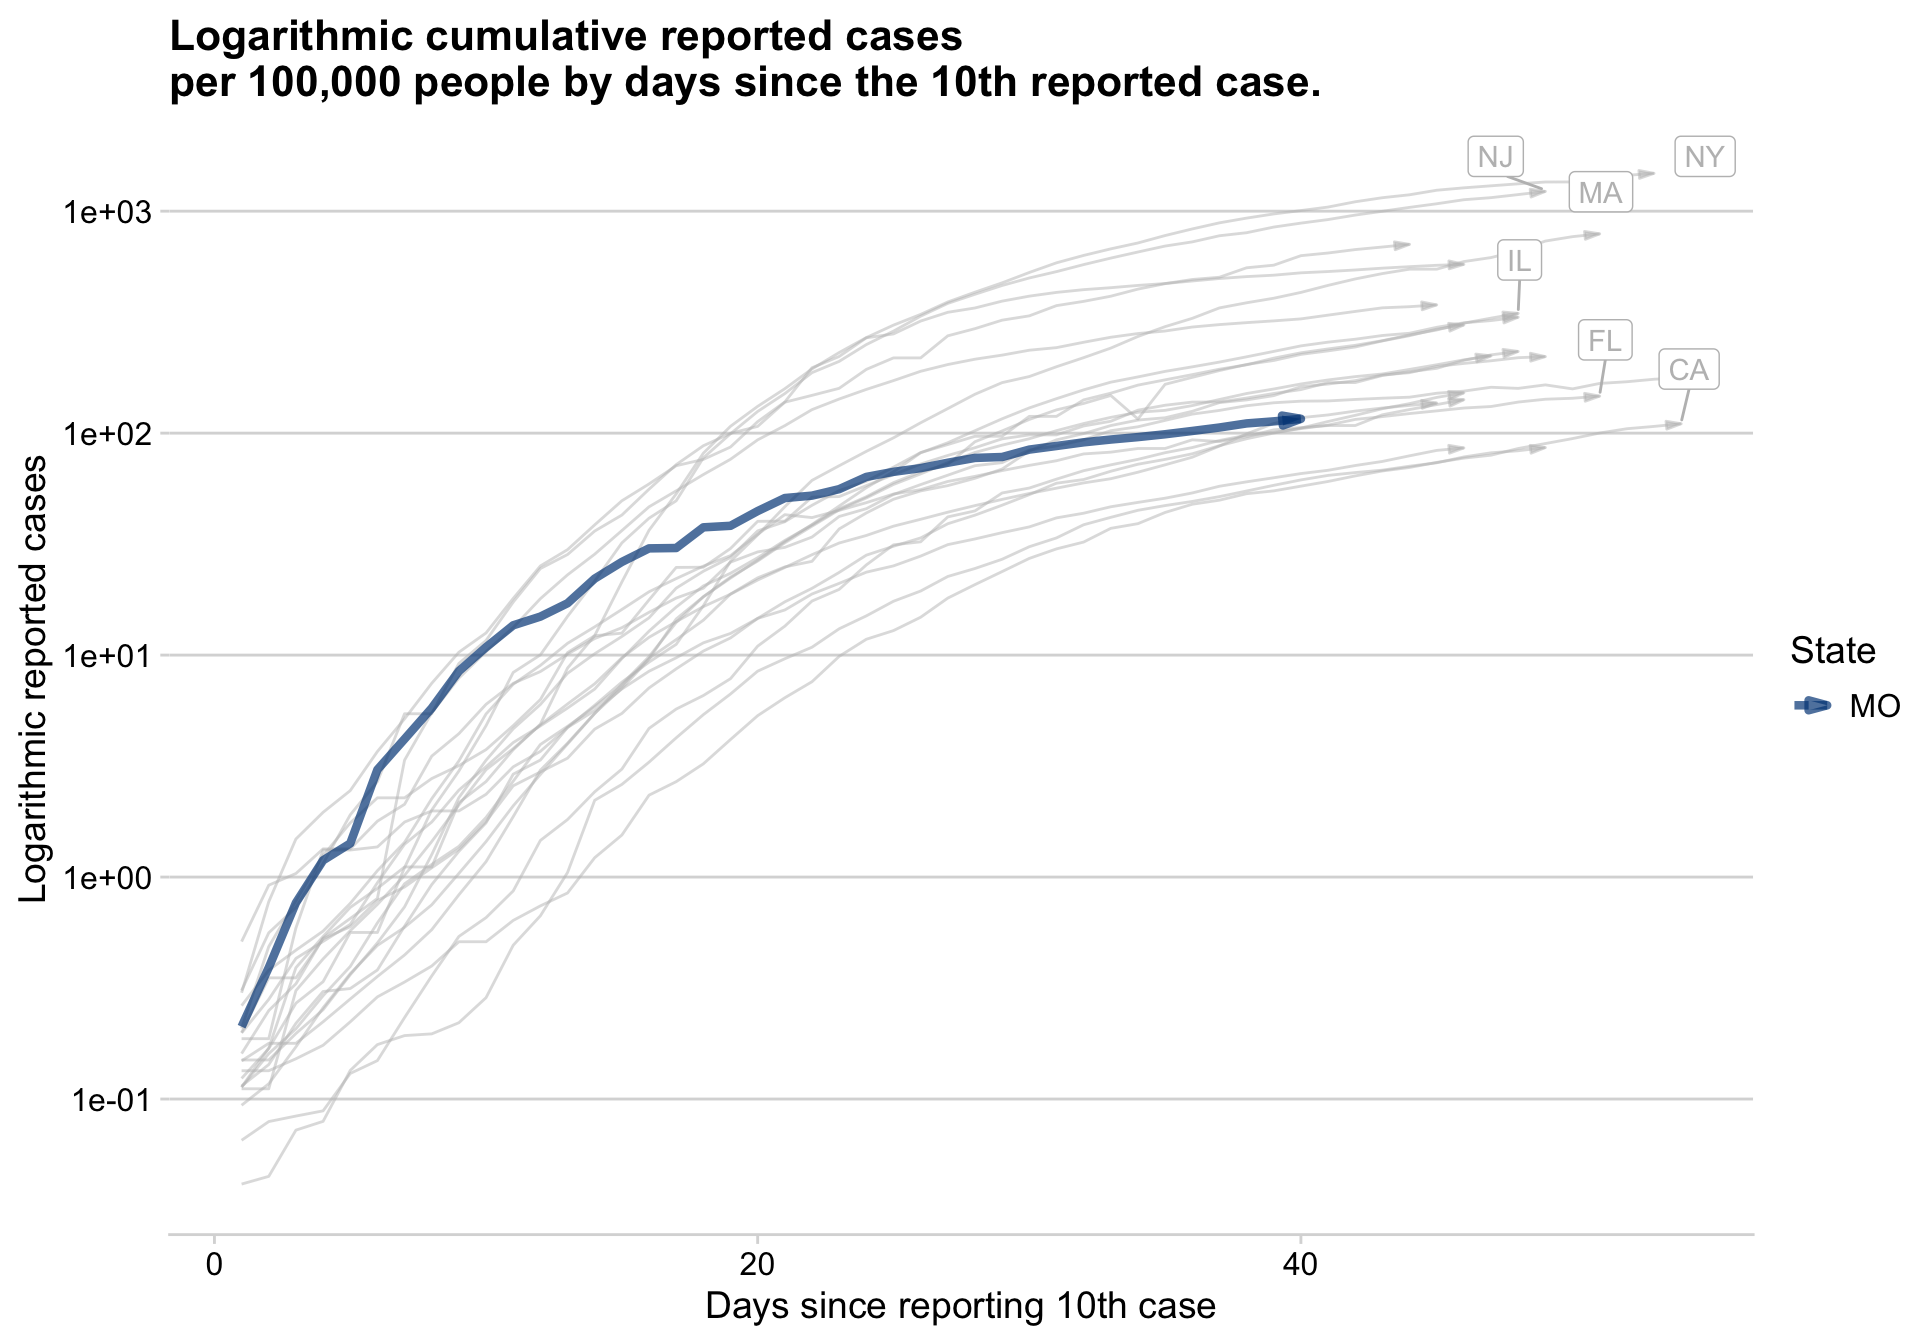 Logarithmic cumulative reported cases
per 100,000 people by days since the 10th reported case.
NJ
NY
MA
1e+03
IL
FL
CA
1e+02
Logarithmic reported cases
1e+01
State
MO
1e+00
1e-01
0
20
40
Days since reporting 10th case